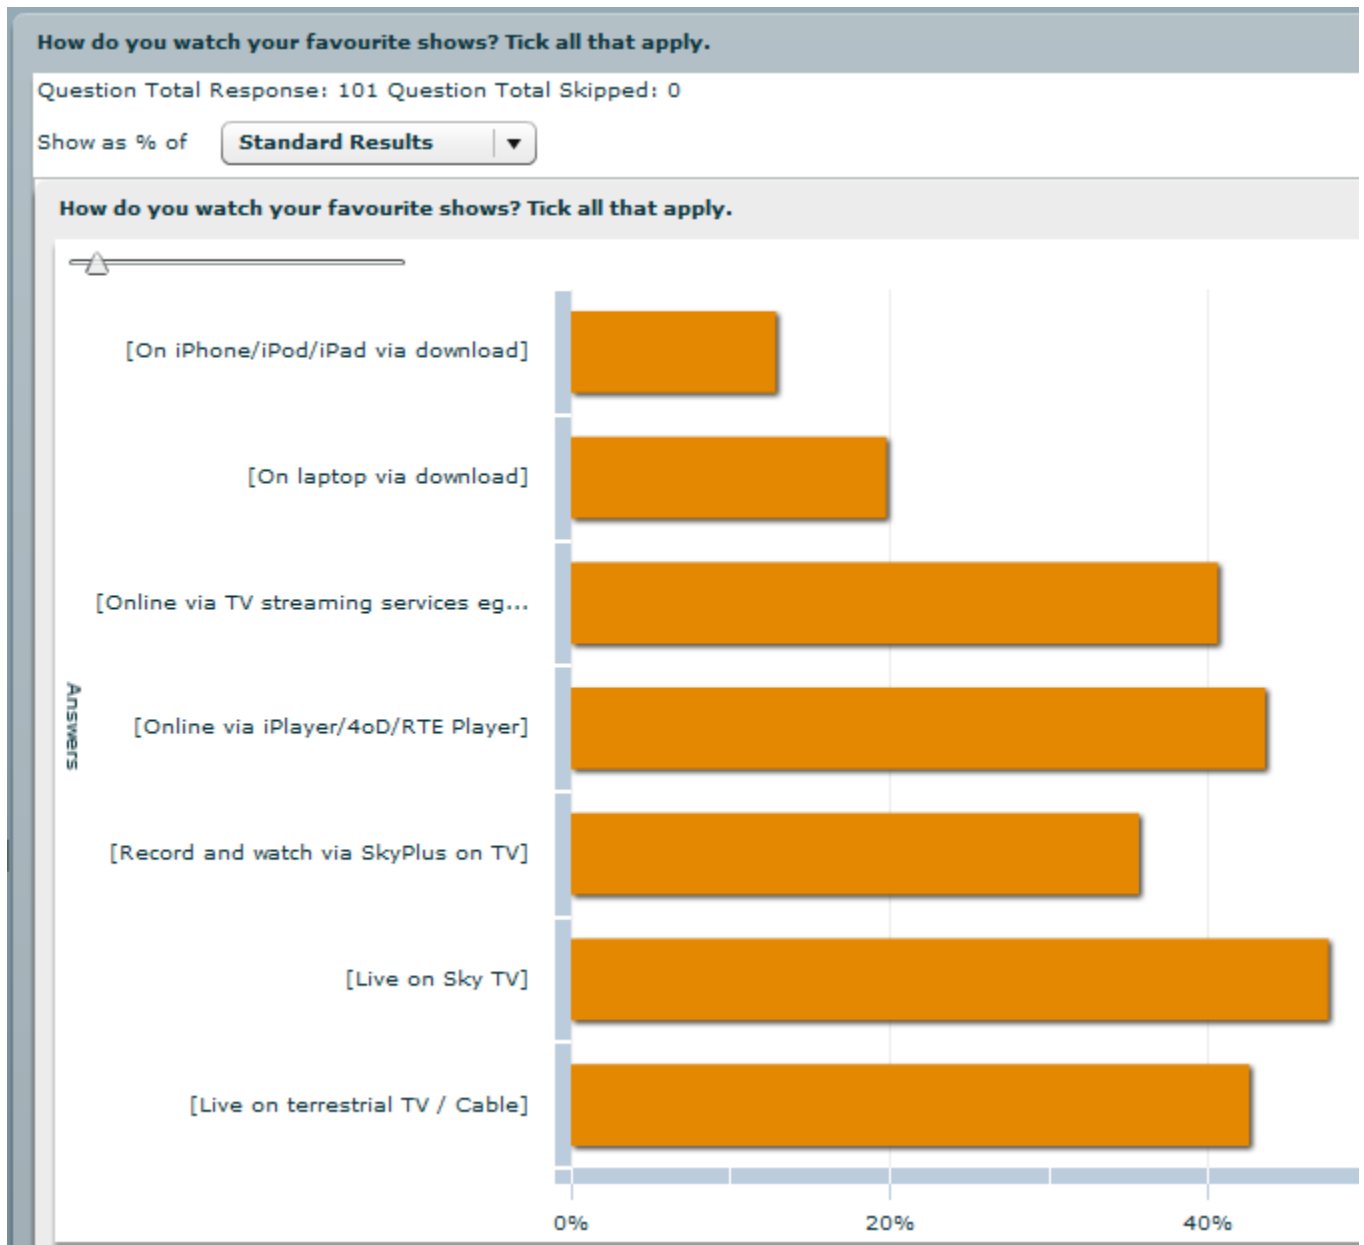 How do you watch your favourite shows? Tick all that apply.
Question Total Response: 101 Question Total Skipped: 0
Show as % of Standard Results
How do you watch your favourite shows? Tick all that apply.
[On iPhone/iPod/iPad via download]
[On laptop via download]
[Online via TV streaming services eg...
Answers
[Online via iPlayer/4oD/RTE Player]
[Record and watch via SkyPlus on TV]
[Live on Sky TV]
[Live on terrestrial TV / Cable]
0% 20% 40%